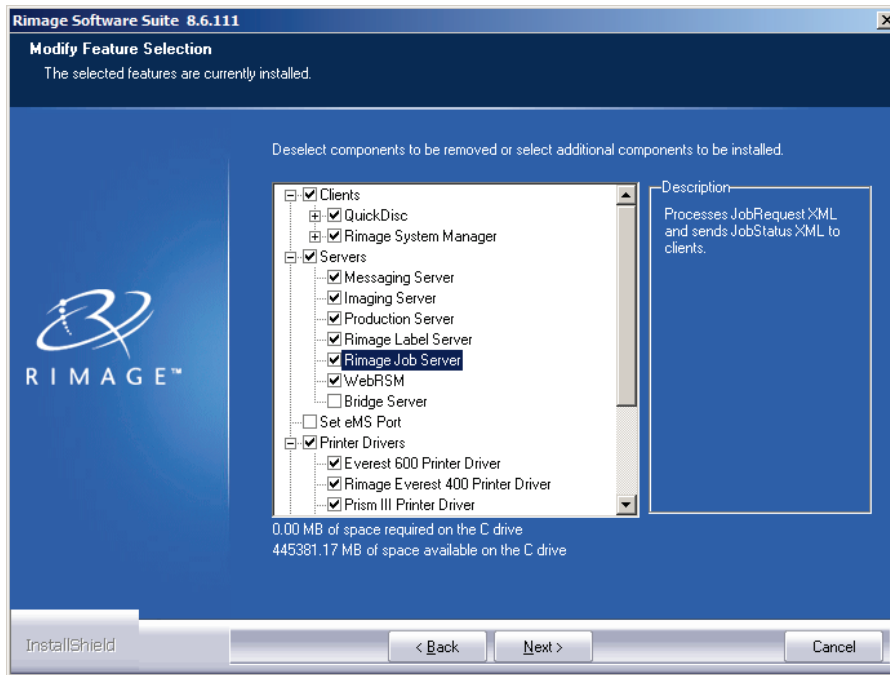 Rimage Software Suite 8.6.111
Modify Feature Selection
The selected features are currently installed.
Deselect components to be removed or select additional components to be installed.
Clients
QuickDisc
Rimage System Manager
Servers
Messaging Server
Imaging Server
Production Server
Rimage Label Server
Rimage Job Server
WebRSM
Bridge Server
Set eMS Port
Printer Drivers
Everest 600 Printer Driver
Rimage Everest 400 Printer Driver
Prism III Printer Driver
Description
Processes JobRequest XML
and sends JobStatus XML to
clients.
RIMAGE™
0.00 MB of space required on the C drive
445381.17 MB of space available on the C drive
InstallShield
< Back
Next >
Cancel